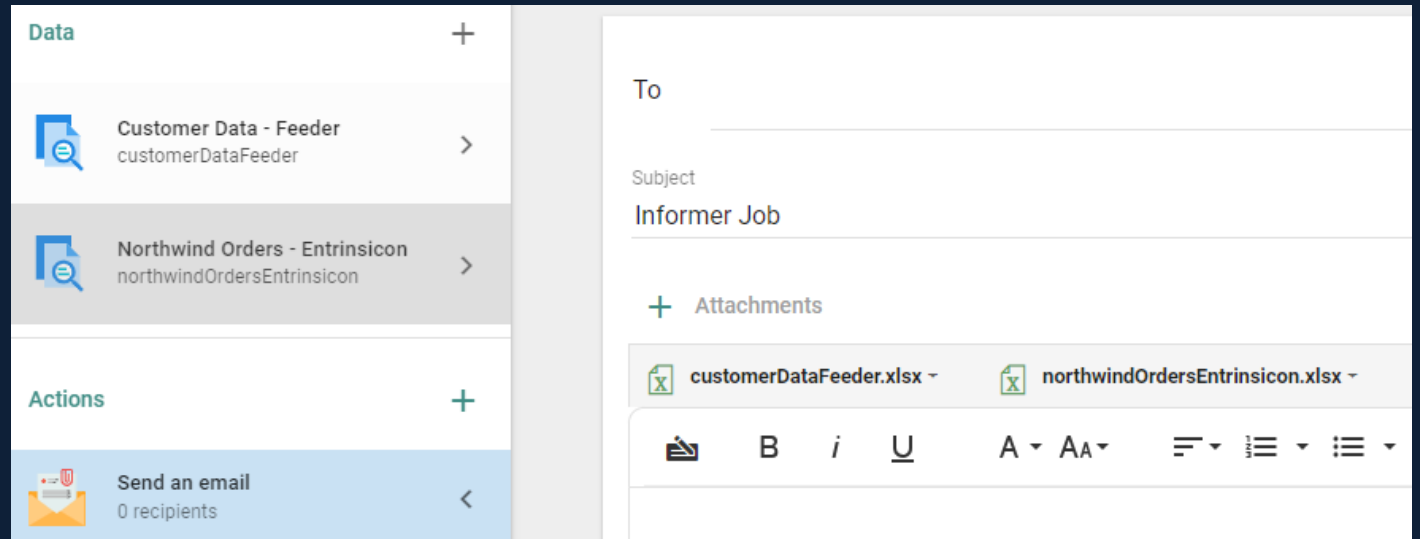 Data
Customer Data - Feeder
customerDataFeeder
Northwind Orders - Entrinsicon
northwindOrdersEntrinsicon
Actions
Send an email
0 recipients
To
Subject
Informer Job
Attachments
customerDataFeeder.xlsx northwindOrdersEntrinsicon.xlsx
B i U A AA